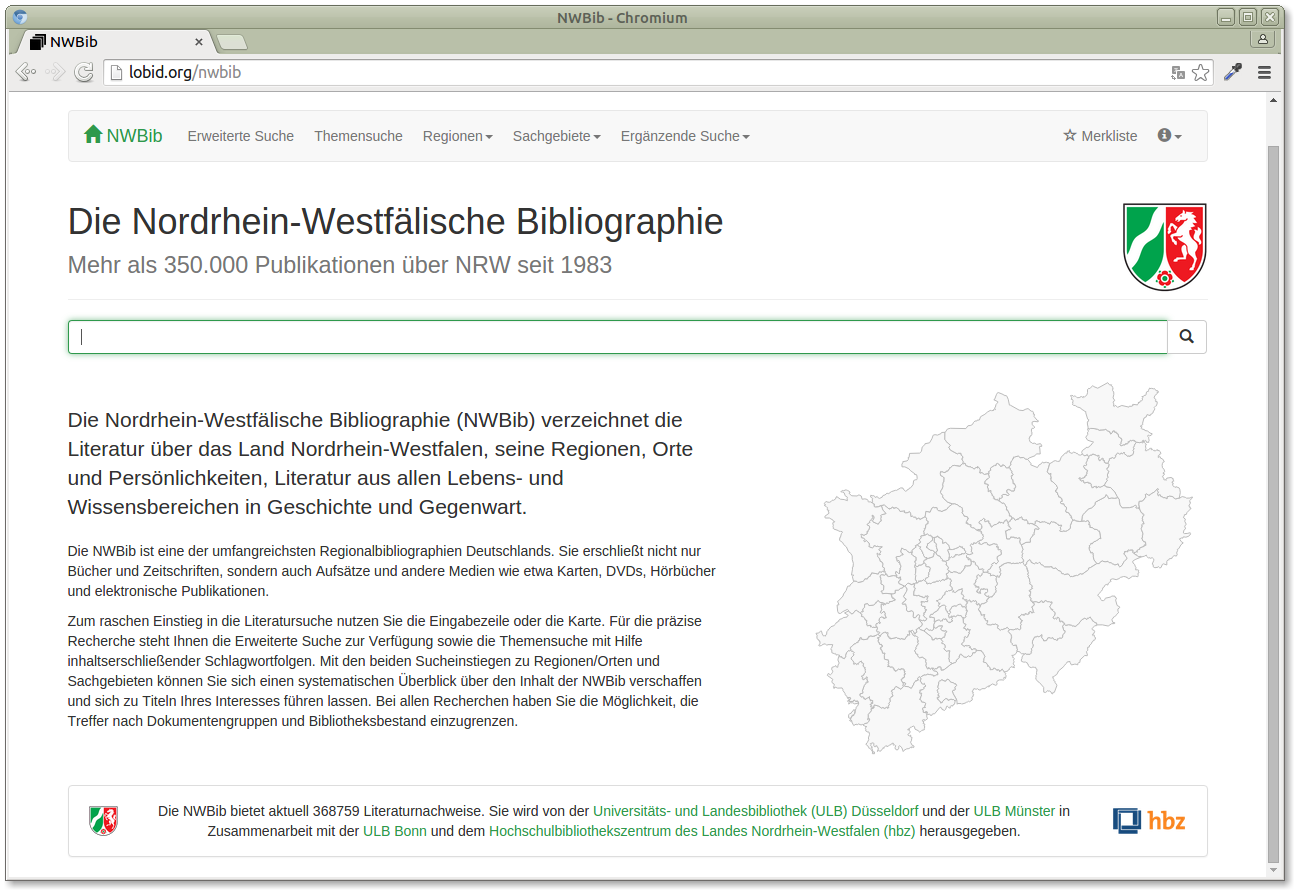 NWBib - Chromium
NWBib
lobid.org/nwbib
NWBib Erweiterte Suche Themensuche Regionen Sachgebiete Ergänzende Suche Merkliste
Die Nordrhein-Westfälische Bibliographie
Mehr als 350.000 Publikationen über NRW seit 1983
Die Nordrhein-Westfälische Bibliographie (NWBib) verzeichnet die
Literatur über das Land Nordrhein-Westfalen, seine Regionen, Orte
und Persönlichkeiten, Literatur aus allen Lebens- und
Wissensbereichen in Geschichte und Gegenwart.
Die NWBib ist eine der umfangreichsten Regionalbibliographien Deutschlands. Sie erschließt nicht nur
Bücher und Zeitschriften, sondern auch Aufsätze und andere Medien wie etwa Karten, DVDs, Hörbücher
und elektronische Publikationen.
Zum raschen Einstieg in die Literatursuche nutzen Sie die Eingabezeile oder die Karte. Für die präzise
Recherche steht Ihnen die Erweiterte Suche zur Verfügung sowie die Themensuche mit Hilfe
inhaltserschließender Schlagwortfolgen. Mit den beiden Sucheinstiegen zu Regionen/Orten und
Sachgebieten können Sie sich einen systematischen Überblick über den Inhalt der NWBib verschaffen
und sich zu Titeln Ihres Interesses führen lassen. Bei allen Recherchen haben Sie die Möglichkeit, die
Treffer nach Dokumentengruppen und Bibliotheksbestand einzugrenzen.
Die NWBib bietet aktuell 368759 Literaturnachweise. Sie wird von der Universitäts- und Landesbibliothek (ULB) Düsseldorf und der ULB Münster in
Zusammenarbeit mit der ULB Bonn und dem Hochschulbibliothekszentrum des Landes Nordrhein-Westfalen (hbz) herausgegeben.
hbz